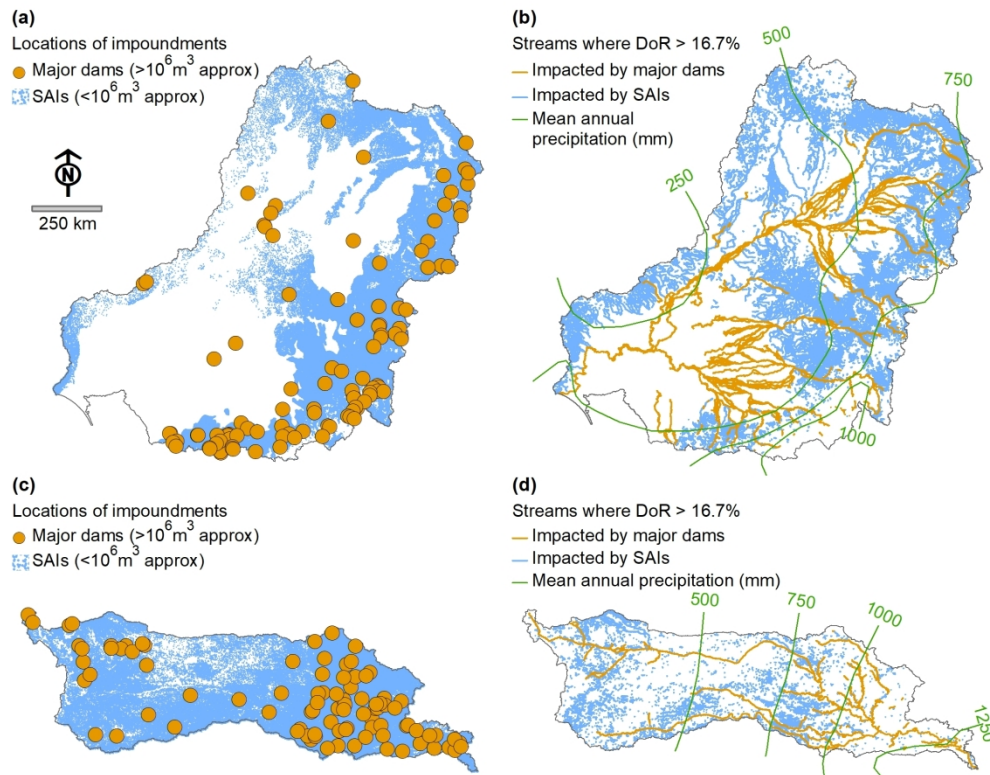 (a)
Locations of impoundments
Major dams (>10⁶m³ approx)
SAIs (<10⁶m³ approx)
N
250 km
(b)
Streams where DoR > 16.7%
Impacted by major dams
Impacted by SAIs
Mean annual
precipitation (mm)
500
750
250
1000
(c)
Locations of impoundments
Major dams (>10⁶m³ approx)
SAIs (<10⁶m³ approx)
(d)
Streams where DoR > 16.7%
Impacted by major dams
Impacted by SAIs
Mean annual precipitation (mm)
500
750
1000
1250